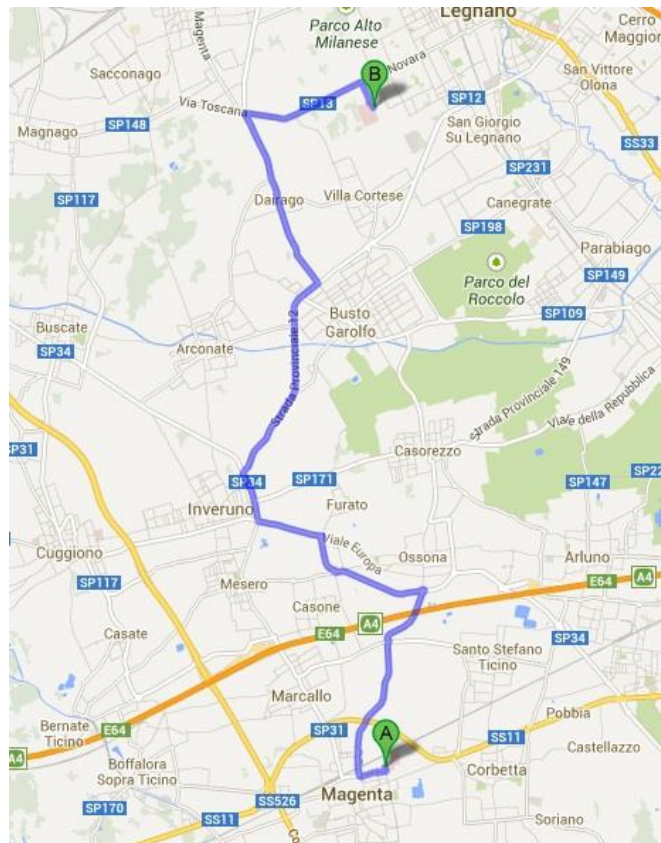 Parco Alto
Milanese
Legnano
Cerro
Maggior
Magenta
Sacconago
Novara
B
San Vittore
Olona
Via Toscana
SP13
SP12
Magnago
SP148
San Giorgio
Su Legnano
SS33
SP231
SP117
Dairago
Villa Cortese
Canegrate
SP198
Parabiago
Parco del
Roccolo
SP149
Busto
Garolfo
SP109
Buscate
SP34
Arconate
Strada Provinciale 12
Strada Provinciale 149
Viale della Repubblica
SP31
Casorezzo
SP34
SP171
SP147
SP22
Inveruno
Furato
Viale Europa
Cuggiono
Ossona
Arluno
SP117
Mesero
E64
A4
Casone
A4
E64
Casate
Santo Stefano
Ticino
SP34
Marcallo
Bernate
Ticino
E64
SP31
A
Pobbia
A4
SS11
Castellazzo
Boffalora
Sopra Ticino
Corbetta
SP170
SS526
Magenta
SS11
Soriano